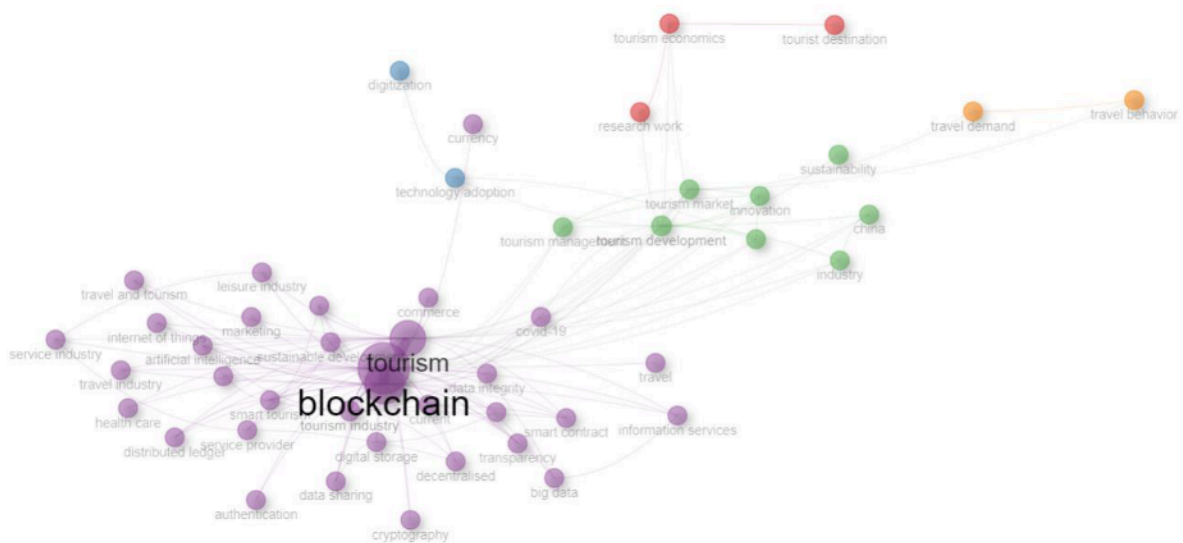 tourism economics
tourist destination
digitization
research work
travel demand
travel behavior
currency
sustainability
technology adoption
tourism market
innovation
china
tourism management
tourism development
industry
leisure industry
travel and tourism
commerce
internet of things
marketing
covid-19
service industry
artificial intelligence
sustainable
tourism
travel
travel industry
data integrity
blockchain
health care
smart tourism
current
tourism industry
smart contract
information services
distributed ledger
service provider
digital storage
transparency
decentralised
data sharing
big data
authentication
cryptography